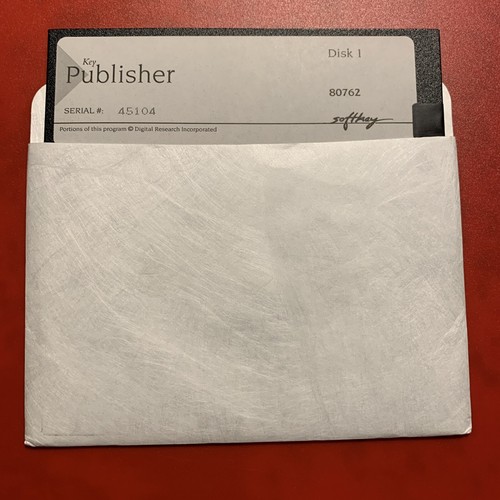 Key
Publisher
Disk 1
80762
SERIAL #: 45104
softkey
Portions of this program © Digital Research Incorporated